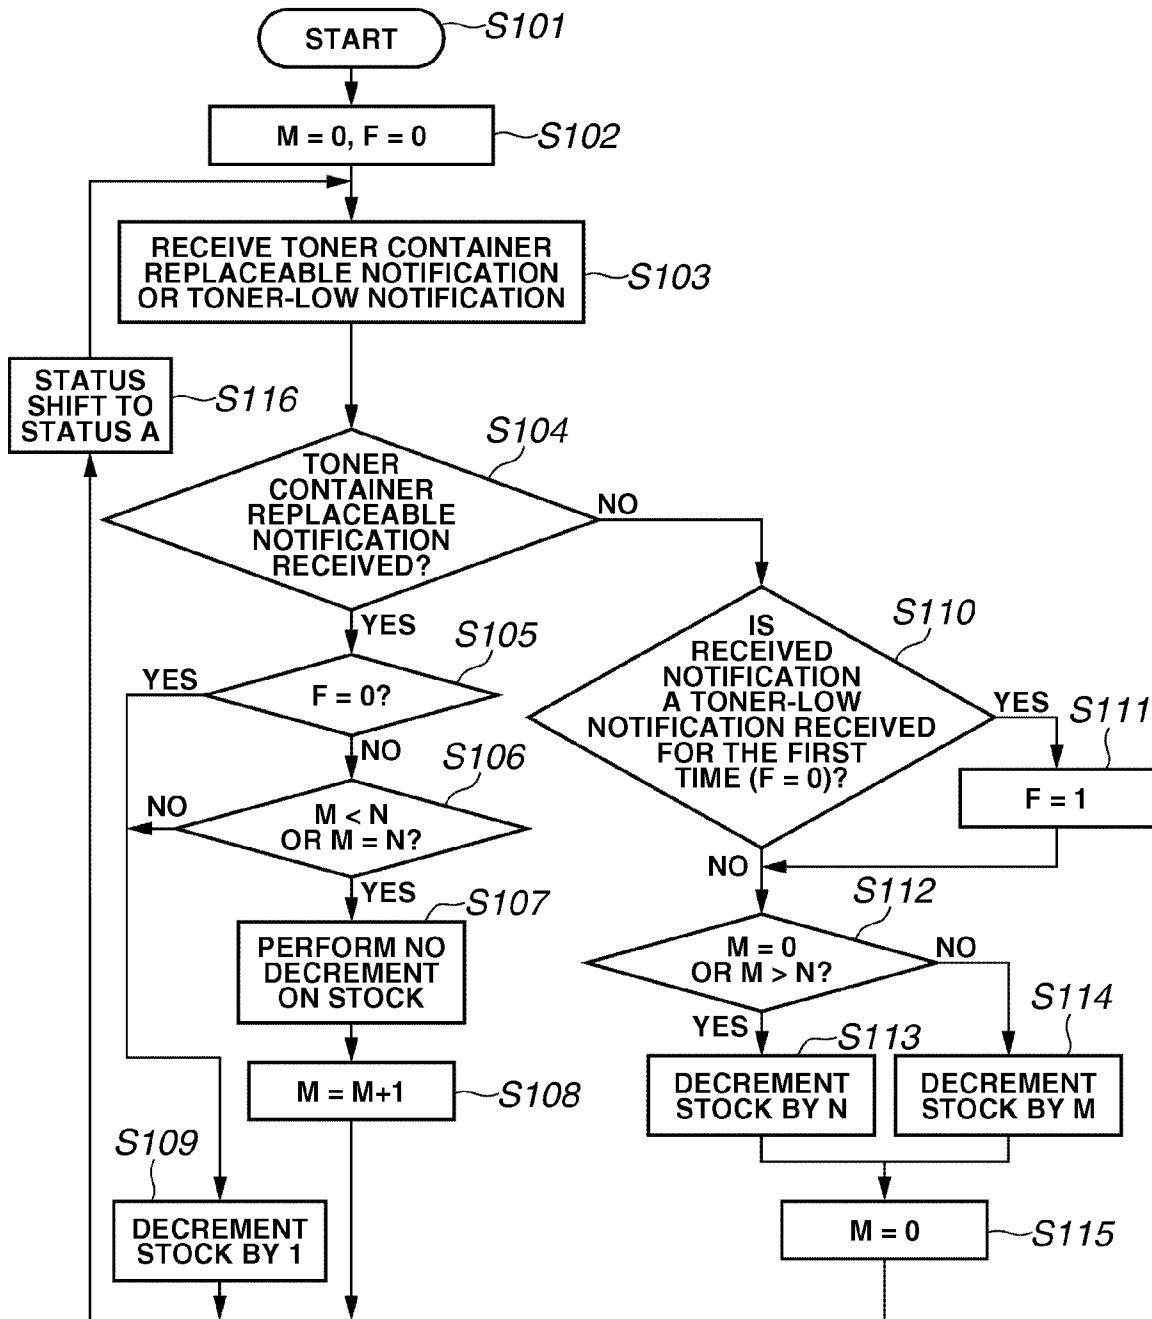 START
S101
M = 0, F = 0
S102
RECEIVE TONER CONTAINER
REPLACEABLE NOTIFICATION
OR TONER-LOW NOTIFICATION
S103
STATUS
SHIFT TO
STATUS A
S116
S104
TONER
CONTAINER
REPLACEABLE
NOTIFICATION
RECEIVED?
NO
YES
S105
F = 0?
YES
NO
S106
M < N
OR M = N?
NO
YES
S107
PERFORM NO
DECREMENT
ON STOCK
M = M+1
S108
S109
DECREMENT
STOCK BY 1
S110
IS
RECEIVED
NOTIFICATION
A TONER-LOW
NOTIFICATION RECEIVED
FOR THE FIRST
TIME (F = 0)?
YES
S111
F = 1
NO
S112
M = 0
OR M > N?
NO
YES
S113
DECREMENT
STOCK BY N
S114
DECREMENT
STOCK BY M
M = 0
S115